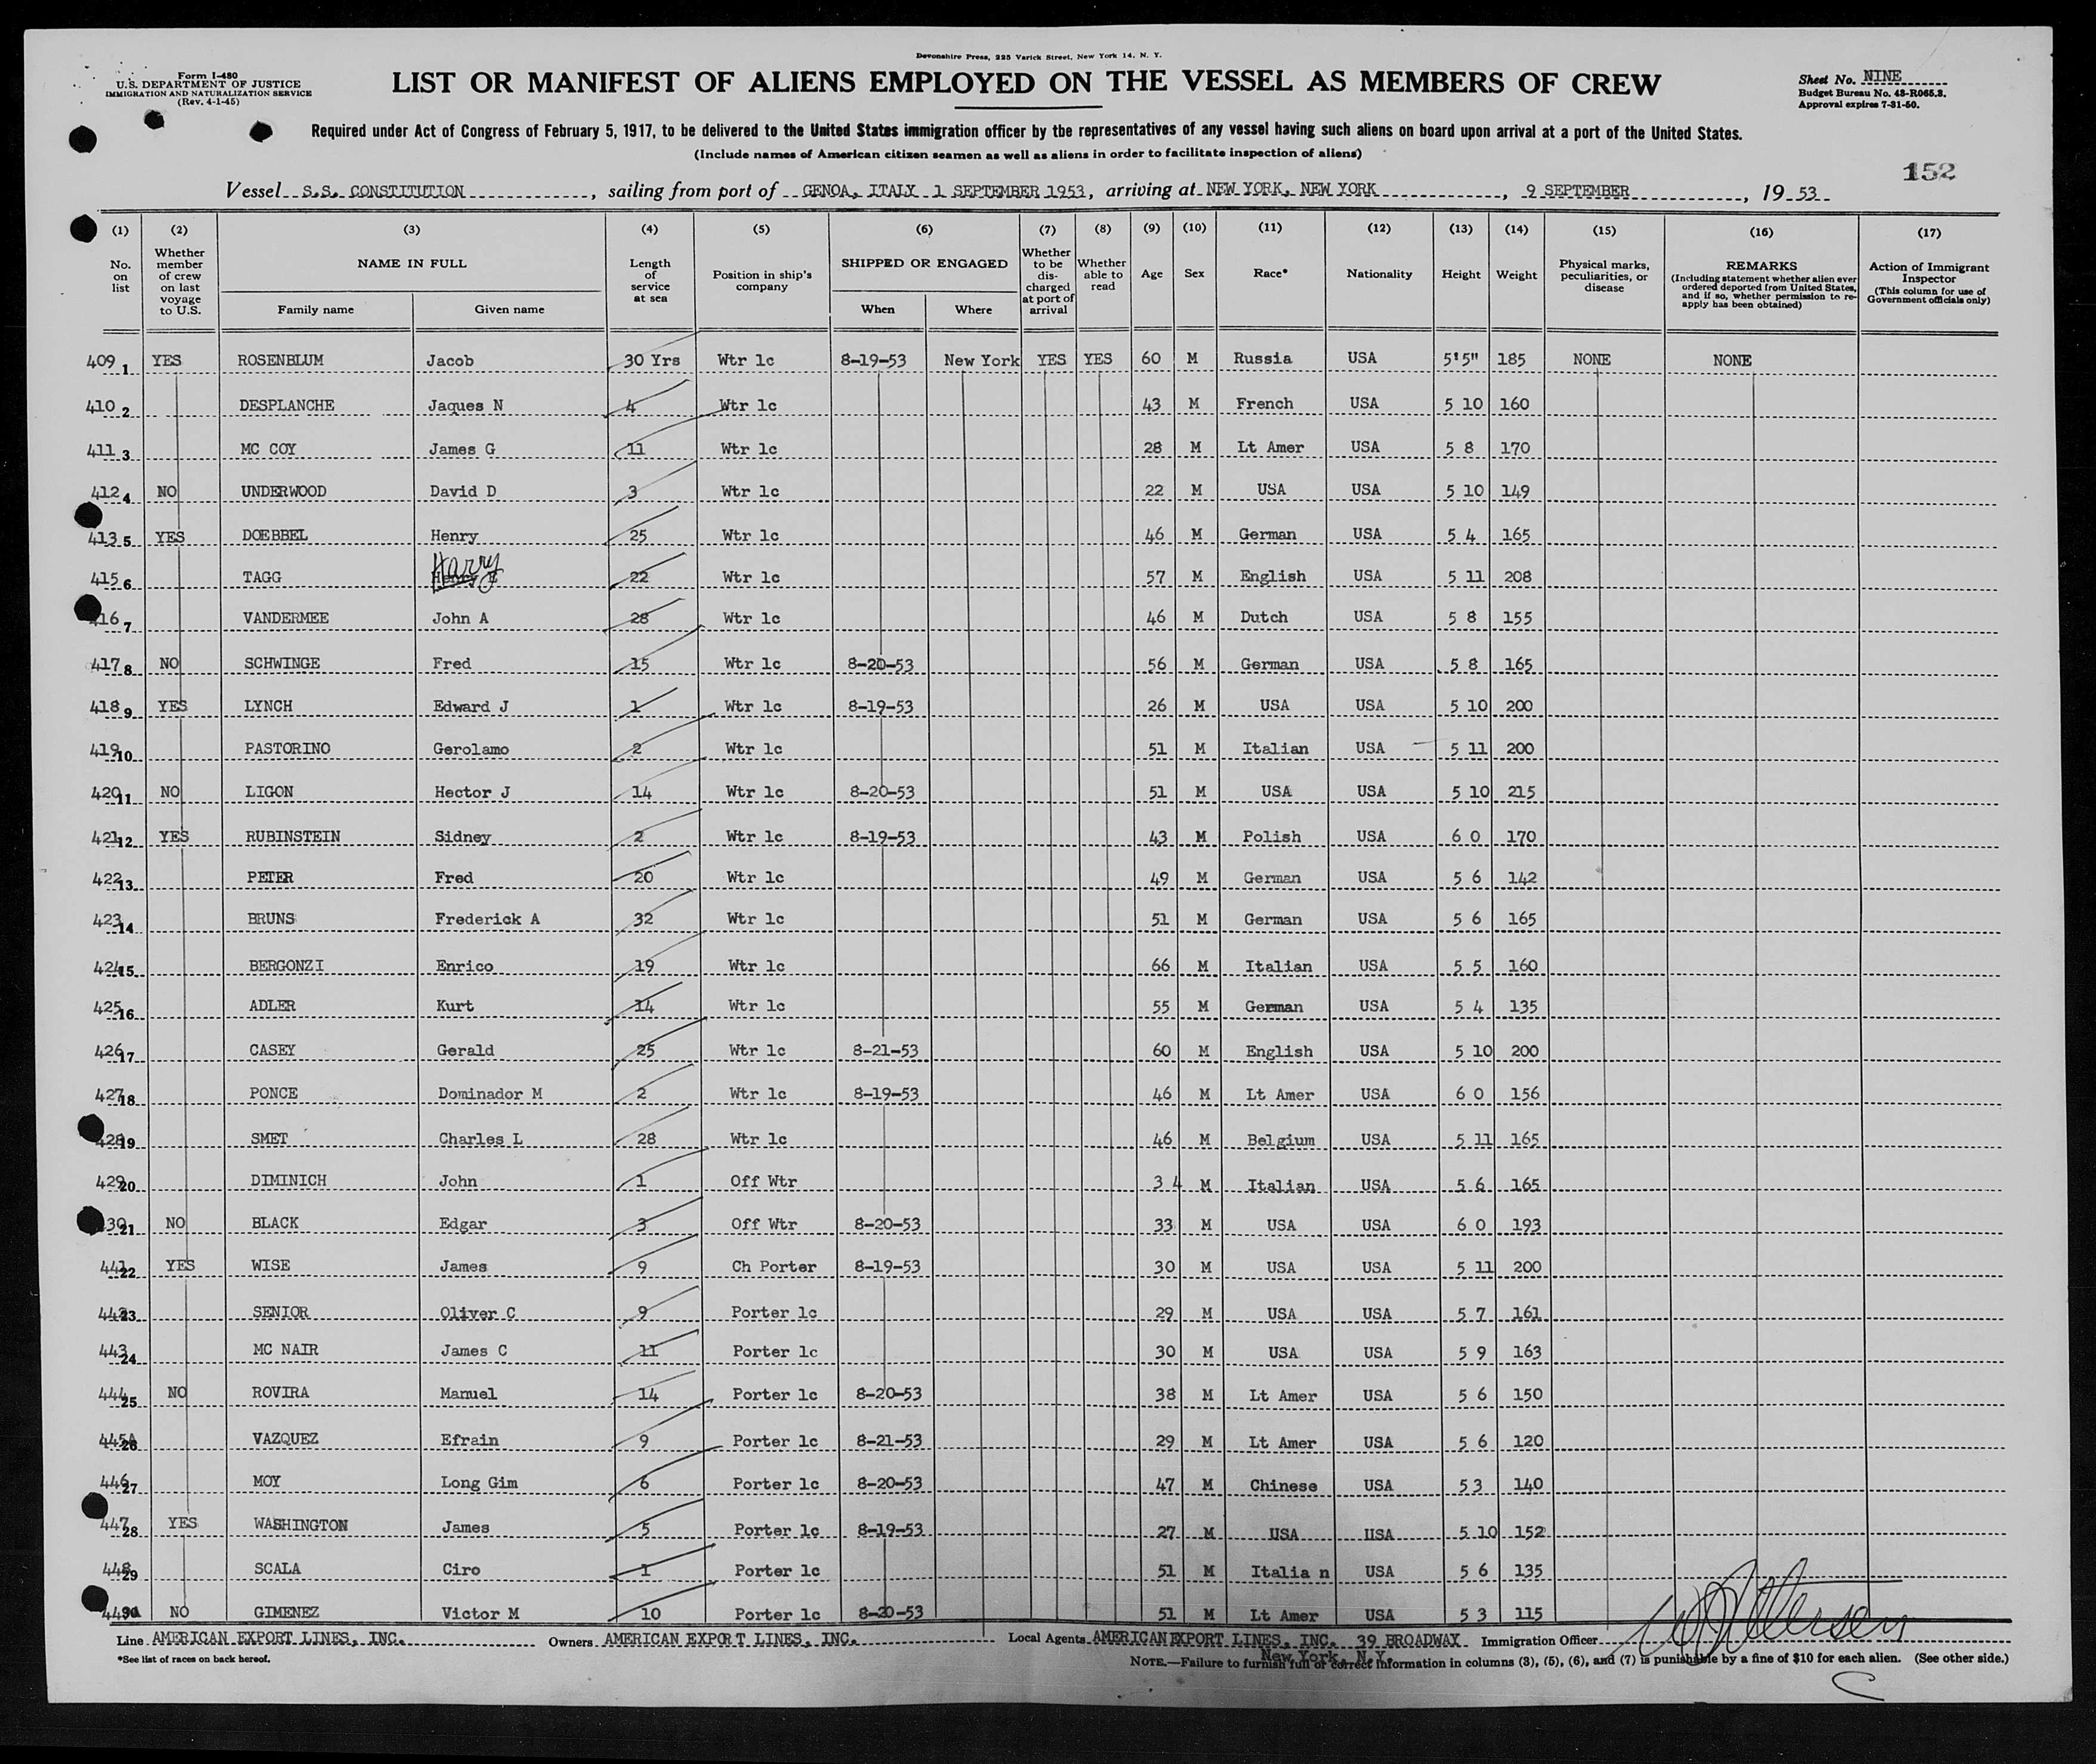 Devonshire Press, 225 Varick Street, New York 14, N. Y.
Form I-480
U.S. DEPARTMENT OF JUSTICE
IMMIGRATION AND NATURALIZATION SERVICE
(Rev. 4-1-45)
LIST OR MANIFEST OF ALIENS EMPLOYED ON THE VESSEL AS MEMBERS OF CREW
Sheet No. NINE
Budget Bureau No. 43-R065.3.
Approval expires 7-31-50.
Required under Act of Congress of February 5, 1917, to be delivered to the United States immigration officer by the representatives of any vessel having such aliens on board upon arrival at a port of the United States.
(Include names of American citizen seamen as well as aliens in order to facilitate inspection of aliens)
152
Vessel S.S. CONSTITUTION, sailing from port of GENOA, ITALY 1 SEPTEMBER 1953, arriving at NEW YORK, NEW YORK, 9 SEPTEMBER, 19 53
(1) No. on list
(2) Whether member of crew on last voyage to U.S.
(3) NAME IN FULL
Family name
Given name
(4) Length of service at sea
(5) Position in ship's company
(6) SHIPPED OR ENGAGED
When
Where
(7) Whether to be discharged at port of arrival
(8) Whether able to read
(9) Age
(10) Sex
(11) Race*
(12) Nationality
(13) Height
(14) Weight
(15) Physical marks, peculiarities, or disease
(16) REMARKS (Including statement whether alien ever ordered deported from United States, and if so, whether permission to re-apply has been obtained)
(17) Action of Immigrant Inspector (This column for use of Government officials only)
409 1 YES ROSENBLUM Jacob 30 Yrs Wtr 1c 8-19-53 New York YES YES 60 M Russia USA 5'5" 185 NONE NONE
410 2 DESPLANCHE Jaques N 4 Wtr 1c 43 M French USA 5 10 160
411 3 MC COY James G 11 Wtr 1c 28 M Lt Amer USA 5 8 170
412 4 NO UNDERWOOD David D 3 Wtr 1c 22 M USA USA 5 10 149
413 5 YES DOEBBEL Henry 25 Wtr 1c 46 M German USA 5 4 165
415 6 TAGG Harry 22 Wtr 1c 57 M English USA 5 11 208
416 7 VANDERMEE John A 28 Wtr 1c 46 M Dutch USA 5 8 155
417 8 NO SCHWINGE Fred 15 Wtr 1c 8-20-53 56 M German USA 5 8 165
418 9 YES LYNCH Edward J 1 Wtr 1c 8-19-53 26 M USA USA 5 10 200
419 10 PASTORINO Gerolamo 2 Wtr 1c 51 M Italian USA 5 11 200
420 11 NO LIGON Hector J 14 Wtr 1c 8-20-53 51 M USA USA 5 10 215
421 12 YES RUBINSTEIN Sidney 2 Wtr 1c 8-19-53 43 M Polish USA 6 0 170
422 13 PETER Fred 20 Wtr 1c 49 M German USA 5 6 142
423 14 BRUNS Frederick A 32 Wtr 1c 51 M German USA 5 6 165
424 15 BERGONZI Enrico 19 Wtr 1c 66 M Italian USA 5 5 160
425 16 ADLER Kurt 14 Wtr 1c 55 M German USA 5 4 135
426 17 CASEY Gerald 25 Wtr 1c 8-21-53 60 M English USA 5 10 200
427 18 PONCE Dominador M 2 Wtr 1c 8-19-53 46 M Lt Amer USA 6 0 156
428 19 SMET Charles L 28 Wtr 1c 46 M Belgium USA 5 11 165
429 20 DIMINICH John 1 Off Wtr 3 4 M Italian USA 5 6 165
30 21 NO BLACK Edgar 3 Off Wtr 8-20-53 33 M USA USA 6 0 193
441 22 YES WISE James 9 Ch Porter 8-19-53 30 M USA USA 5 11 200
442 23 SENIOR Oliver C 9 Porter 1c 29 M USA USA 5 7 161
443 24 MC NAIR James C 11 Porter 1c 30 M USA USA 5 9 163
444 25 NO ROVIRA Manuel 14 Porter 1c 8-20-53 38 M Lt Amer USA 5 6 150
445A 26 VAZQUEZ Efrain 9 Porter 1c 8-21-53 29 M Lt Amer USA 5 6 120
446 27 MOY Long Gim 6 Porter 1c 8-20-53 47 M Chinese USA 5 3 140
447 28 YES WASHINGTON James 5 Porter 1c 8-19-53 27 M USA USA 5 10 152
448 29 SCALA Ciro 1 Porter 1c 51 M Italia n USA 5 6 135
449 30 NO GIMENEZ Victor M 10 Porter 1c 8-20-53 51 M Lt Amer USA 5 3 115
Line AMERICAN EXPORT LINES, INC. Owners AMERICAN EXPORT LINES, INC. Local Agents AMERICAN EXPORT LINES, INC. 39 BROADWAY Immigration Officer
New York, N.Y.
*See list of races on back hereof.
NOTE.—Failure to furnish full or correct information in columns (3), (5), (6), and (7) is punishable by a fine of $10 for each alien. (See other side.)